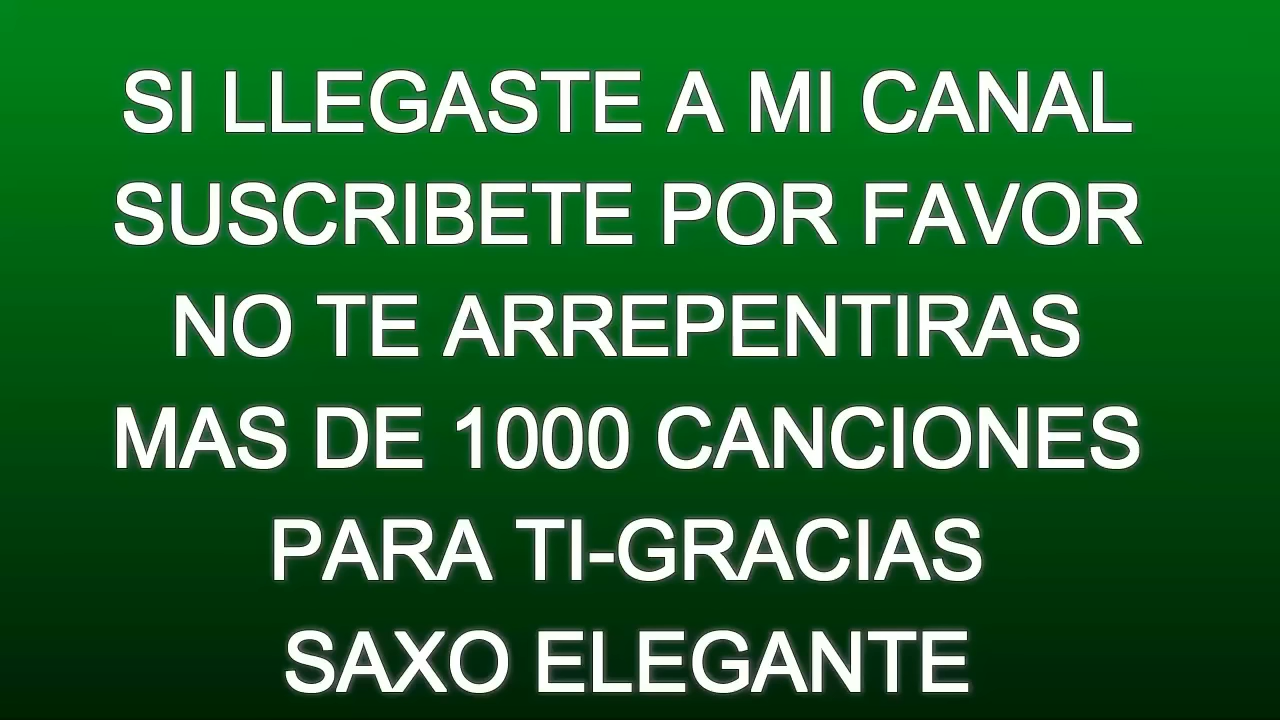 SI LLEGASTE A MI CANAL
SUSCRIBETE POR FAVOR
NO TE ARREPENTIRAS
MAS DE 1000 CANCIONES
PARA TI-GRACIAS
SAXO ELEGANTE